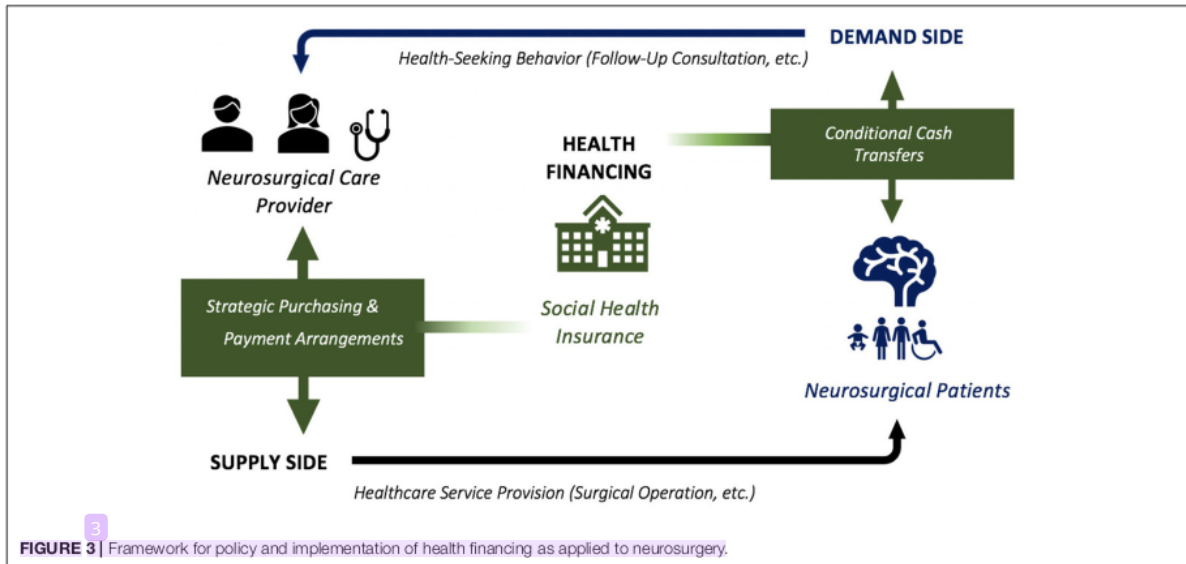 DEMAND SIDE
Health-Seeking Behavior (Follow-Up Consultation, etc.)
Neurosurgical Care
Provider
HEALTH
FINANCING
Conditional Cash
Transfers
Strategic Purchasing &
Payment Arrangements
Social Health
Insurance
Neurosurgical Patients
SUPPLY SIDE
Healthcare Service Provision (Surgical Operation, etc.)
3
FIGURE 3 | Framework for policy and implementation of health financing as applied to neurosurgery.